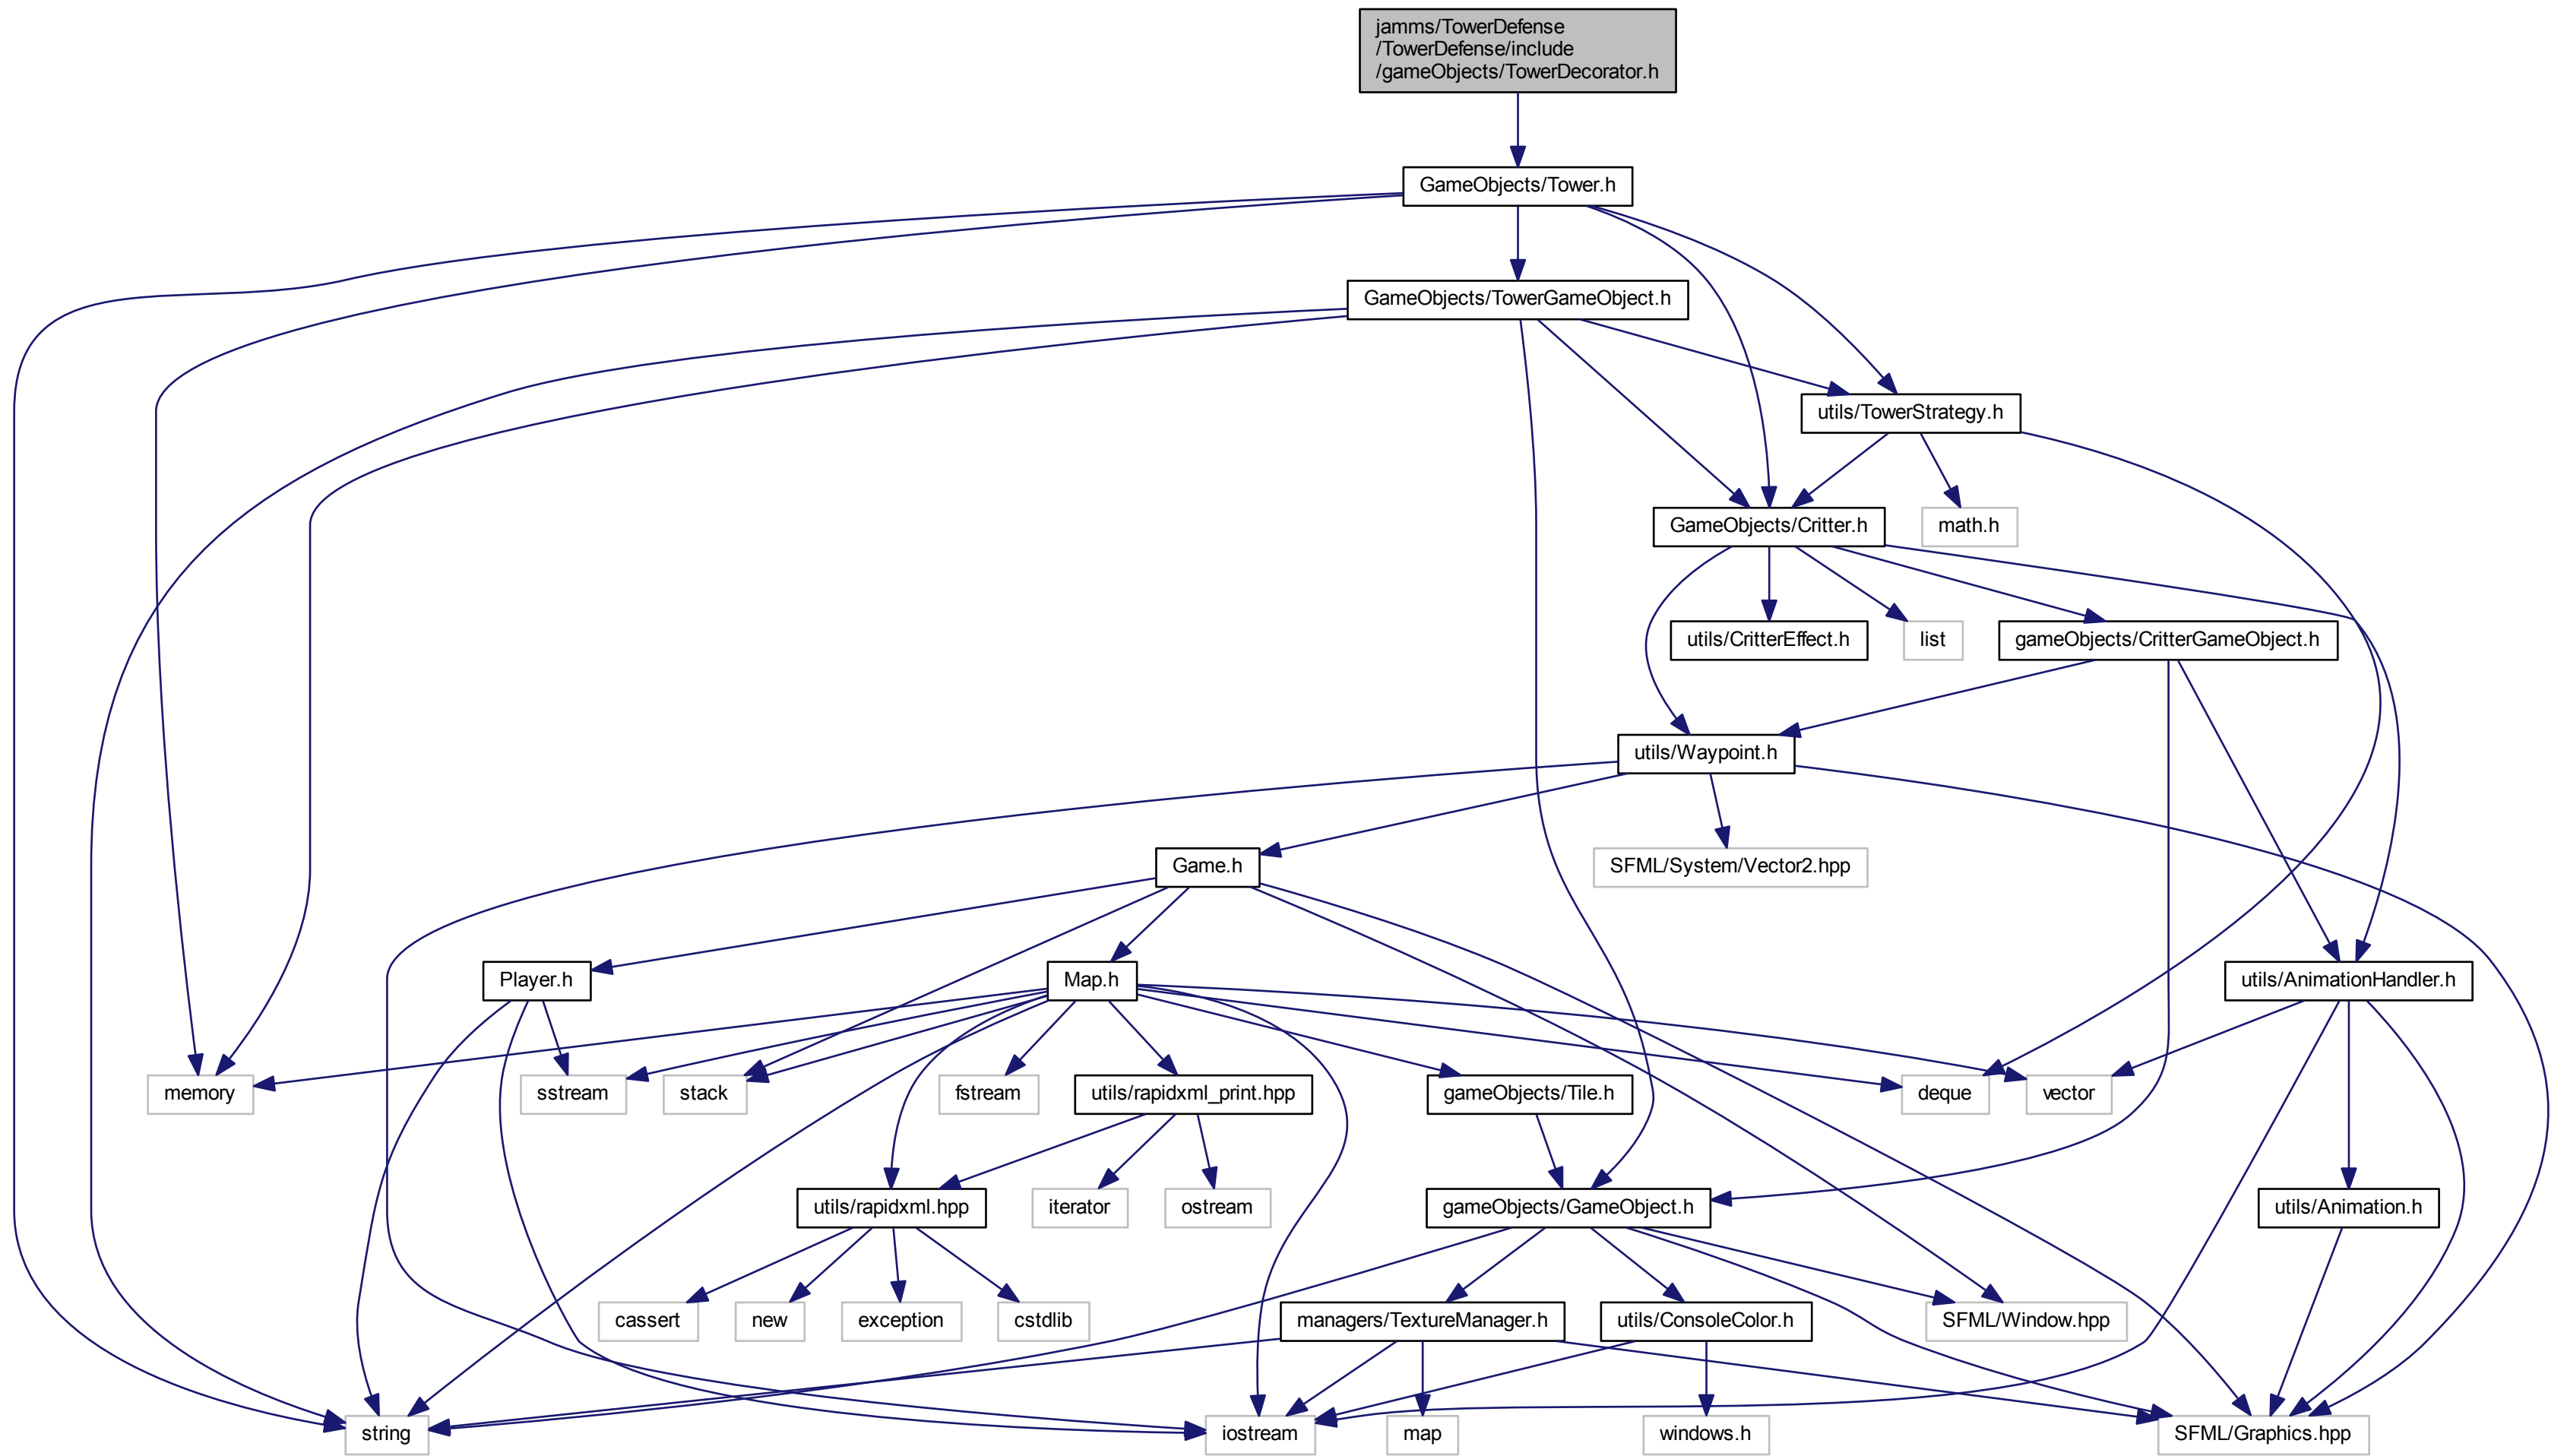 jamms/TowerDefense
/TowerDefense/include
/gameObjects/TowerDecorator.h
GameObjects/Tower.h
GameObjects/TowerGameObject.h
utils/TowerStrategy.h
GameObjects/Critter.h
math.h
utils/CritterEffect.h
list
gameObjects/CritterGameObject.h
utils/Waypoint.h
Game.h
SFML/System/Vector2.hpp
Player.h
Map.h
utils/AnimationHandler.h
memory
sstream
stack
fstream
utils/rapidxml_print.hpp
gameObjects/Tile.h
deque
vector
utils/rapidxml.hpp
iterator
ostream
gameObjects/GameObject.h
utils/Animation.h
cassert
new
exception
cstdlib
managers/TextureManager.h
utils/ConsoleColor.h
SFML/Window.hpp
string
iostream
map
windows.h
SFML/Graphics.hpp